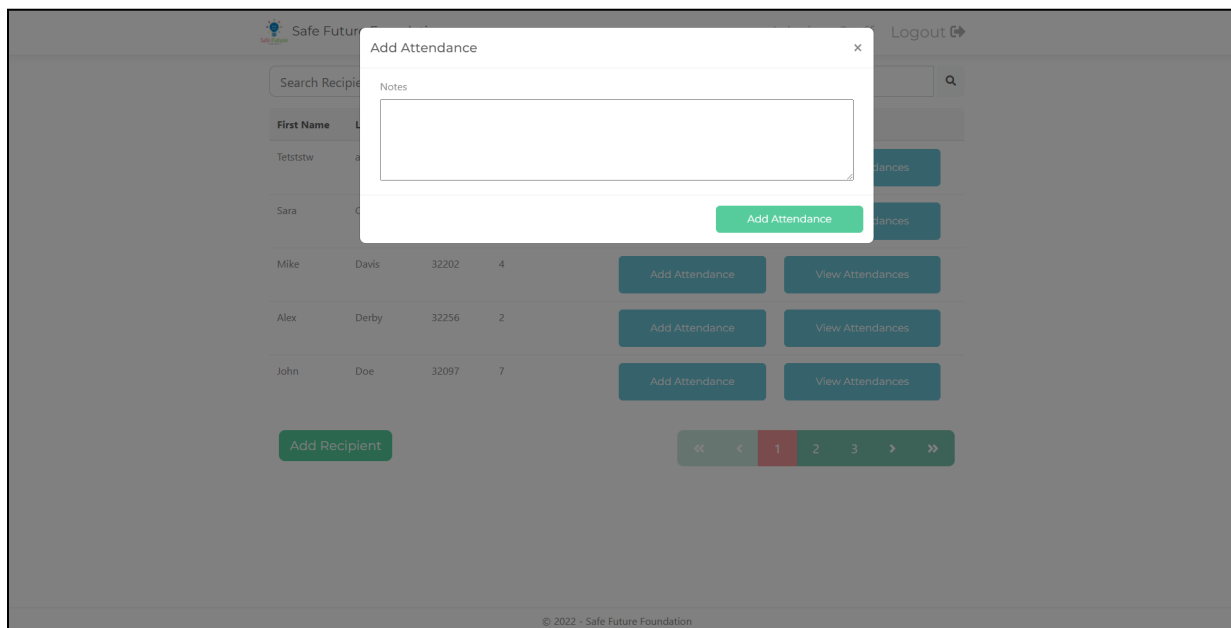 Safe Future
Logout
Add Attendance
×
Search Recipie
Notes
First Name L
Tetststw a dances
Sara dances
Add Attendance
Mike Davis 32202 4 Add Attendance View Attendances
Alex Derby 32256 2 Add Attendance View Attendances
John Doe 32097 7 Add Attendance View Attendances
Add Recipient « < 1 2 3 > »
© 2022 - Safe Future Foundation